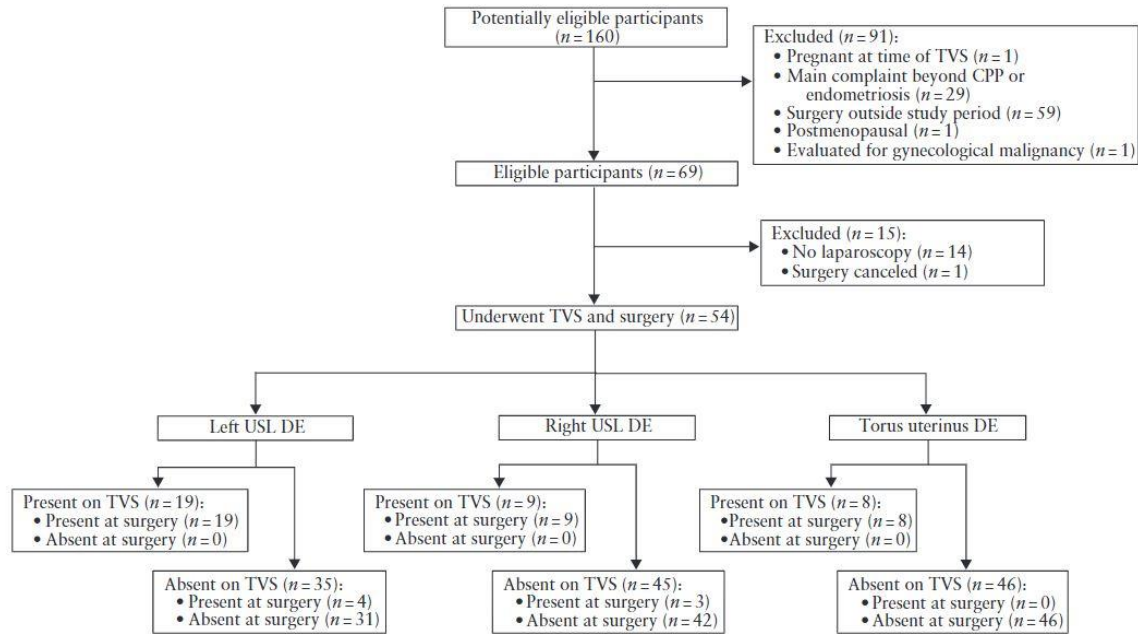 Potentially eligible participants
(n = 160)
Excluded (n = 91):
• Pregnant at time of TVS (n = 1)
• Main complaint beyond CPP or
endometriosis (n = 29)
• Surgery outside study period (n = 59)
• Postmenopausal (n = 1)
• Evaluated for gynecological malignancy (n = 1)
Eligible participants (n = 69)
Excluded (n = 15):
• No laparoscopy (n = 14)
• Surgery canceled (n = 1)
Underwent TVS and surgery (n = 54)
Left USL DE
Right USL DE
Torus uterinus DE
Present on TVS (n = 19):
• Present at surgery (n = 19)
• Absent at surgery (n = 0)
Present on TVS (n = 9):
• Present at surgery (n = 9)
• Absent at surgery (n = 0)
Present on TVS (n = 8):
• Present at surgery (n = 8)
• Absent at surgery (n = 0)
Absent on TVS (n = 35):
• Present at surgery (n = 4)
• Absent at surgery (n = 31)
Absent on TVS (n = 45):
• Present at surgery (n = 3)
• Absent at surgery (n = 42)
Absent on TVS (n = 46):
• Present at surgery (n = 0)
• Absent at surgery (n = 46)